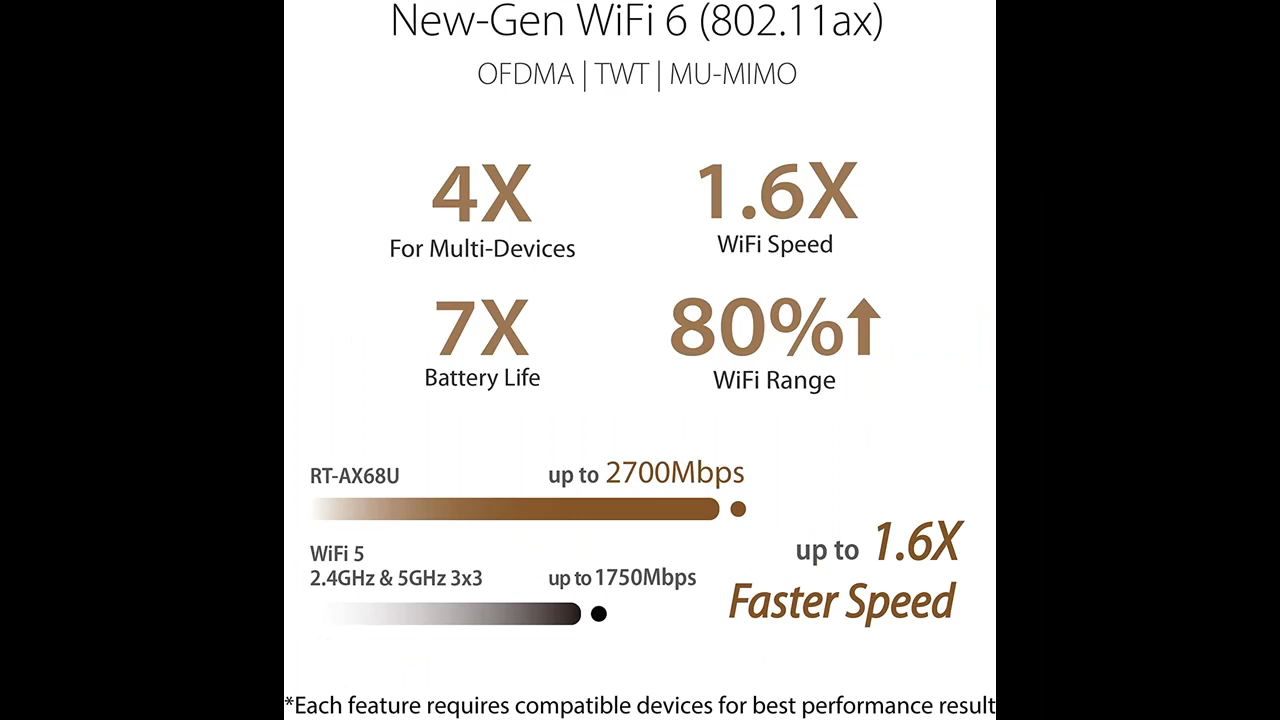 New-Gen WiFi 6 (802.11ax)
OFDMA | TWT | MU-MIMO
4X
For Multi-Devices
1.6X
WiFi Speed
7X
Battery Life
80%↑
WiFi Range
RT-AX68U
up to 2700Mbps
WiFi 5
2.4GHz & 5GHz 3x3
up to 1750Mbps
up to 1.6X
Faster Speed
*Each feature requires compatible devices for best performance result